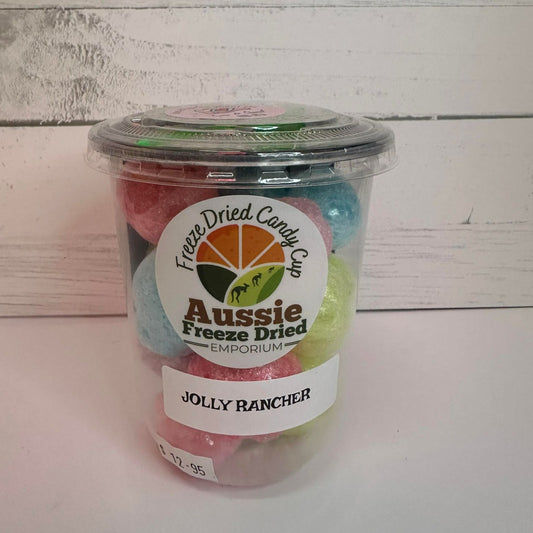 Freeze Dried Candy Cup
Aussie
Freeze Dried
EMPORIUM
JOLLY RANCHER
$ 12.95